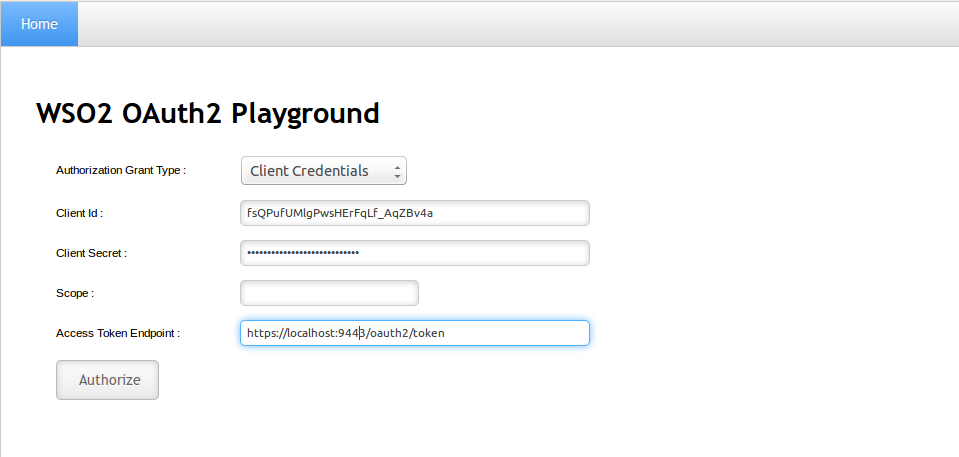 Home
WSO2 OAuth2 Playground
Authorization Grant Type :
Client Credentials
Client Id :
fsQPufUMlgPwsHErFqLf_AqZBv4a
Client Secret :
••••••••••••••••••••••••••••
Scope :
Access Token Endpoint :
https://localhost:9443/oauth2/token
Authorize